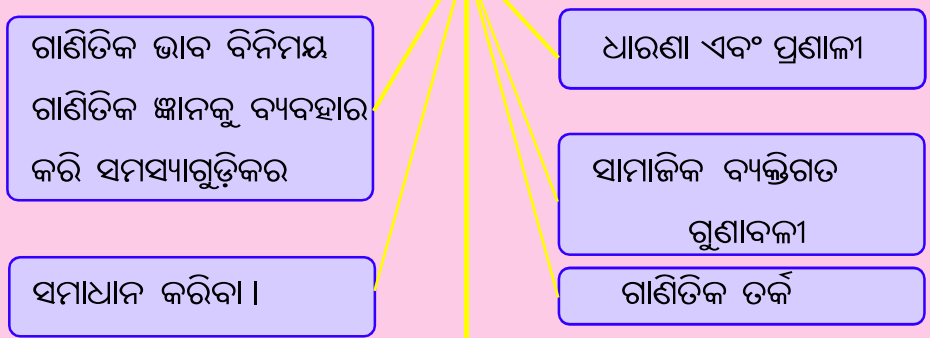 ଗାଣିତିକ ଭାବ ବିନିମୟ
ଗାଣିତିକ ଜ୍ଞାନକୁ ବ୍ୟବହାର
କରି ସମସ୍ୟାଗୁଡ଼ିକର
ସମାଧାନ କରିବା ।
ଧାରଣା ଏବଂ ପ୍ରଣାଳୀ
ସାମାଜିକ ବ୍ୟକ୍ତିଗତ
ଗୁଣାବଳୀ
ଗାଣିତିକ ତର୍କ